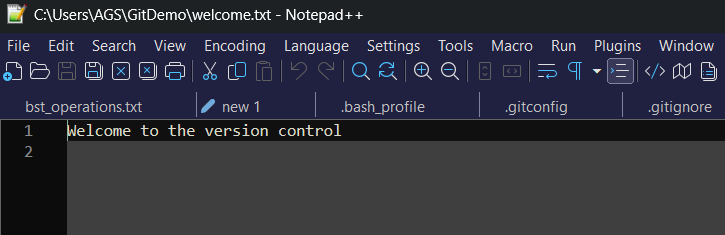 C:\Users\AGS\GitDemo\welcome.txt - Notepad++
File Edit Search View Encoding Language Settings Tools Macro Run Plugins Window
bst_operations.txt new 1 .bash_profile .gitconfig .gitignore
1 Welcome to the version control
2